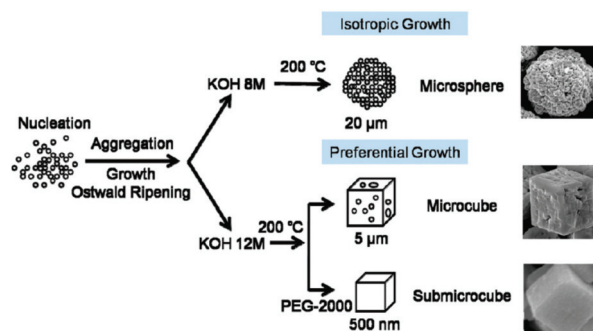 Isotropic Growth
200 °C
KOH 8M
Microsphere
20 µm
Nucleation
Aggregation
Growth
Ostwald Ripening
Preferential Growth
200 °C
KOH 12M
Microcube
5 µm
PEG-2000
Submicrocube
500 nm